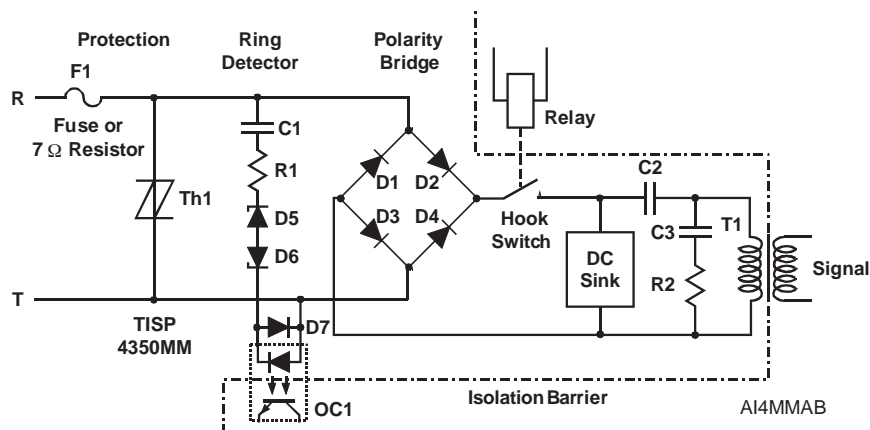 Protection
Ring
Detector
Polarity
Bridge
F1
R
Relay
Fuse or
7 Ω Resistor
C1
R1
C2
Th1
D1
D2
D5
D3
D4
Hook
Switch
C3
T1
D6
DC
Sink
R2
Signal
T
TISP
4350MM
D7
OC1
Isolation Barrier
AI4MMAB